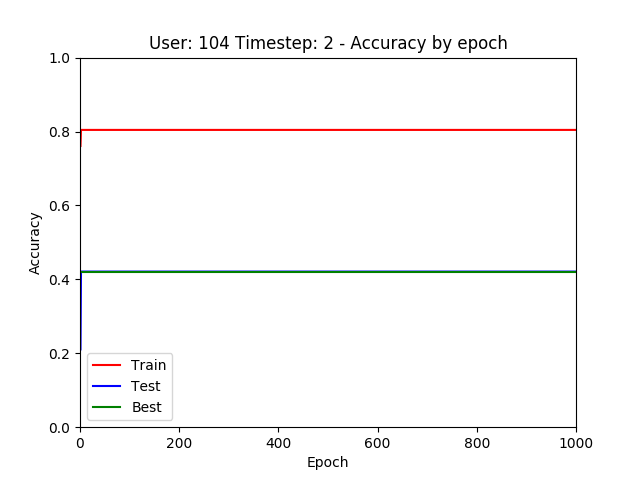 User: 104 Timestep: 2 - Accuracy by epoch
1.0
0.8
0.6
0.4
0.2
0.0
Accuracy
Train
Test
Best
0 200 400 600 800 1000
Epoch